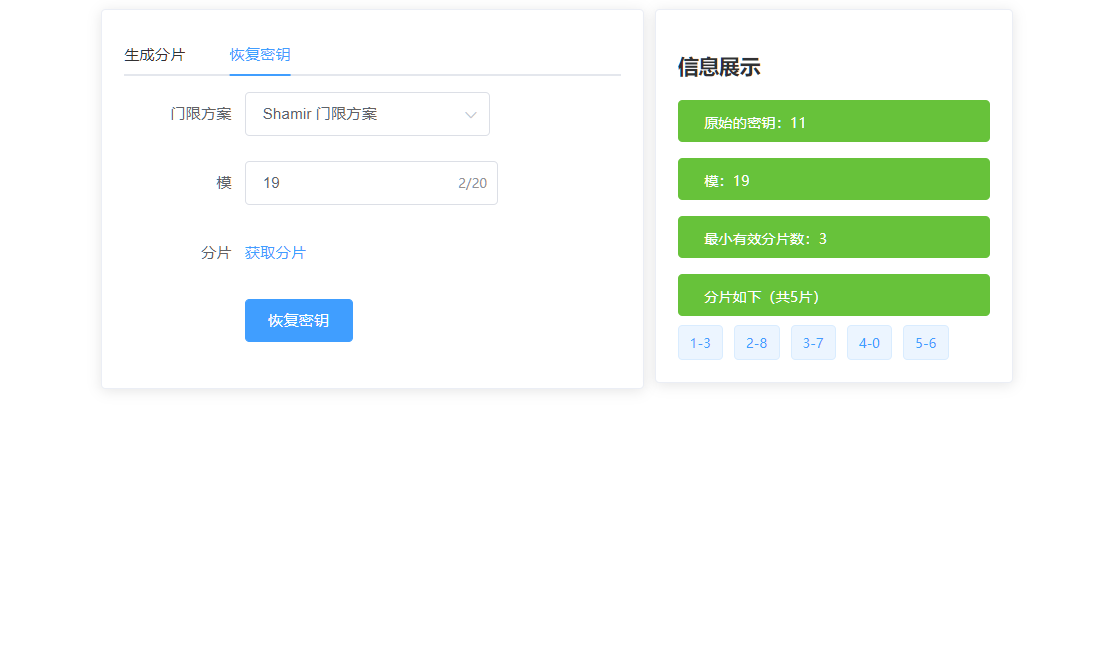 生成分片 恢复密钥
门限方案 Shamir 门限方案
模 19 2/20
分片 获取分片
恢复密钥
信息展示
原始的密钥：11
模：19
最小有效分片数：3
分片如下（共5片）
1-3 2-8 3-7 4-0 5-6